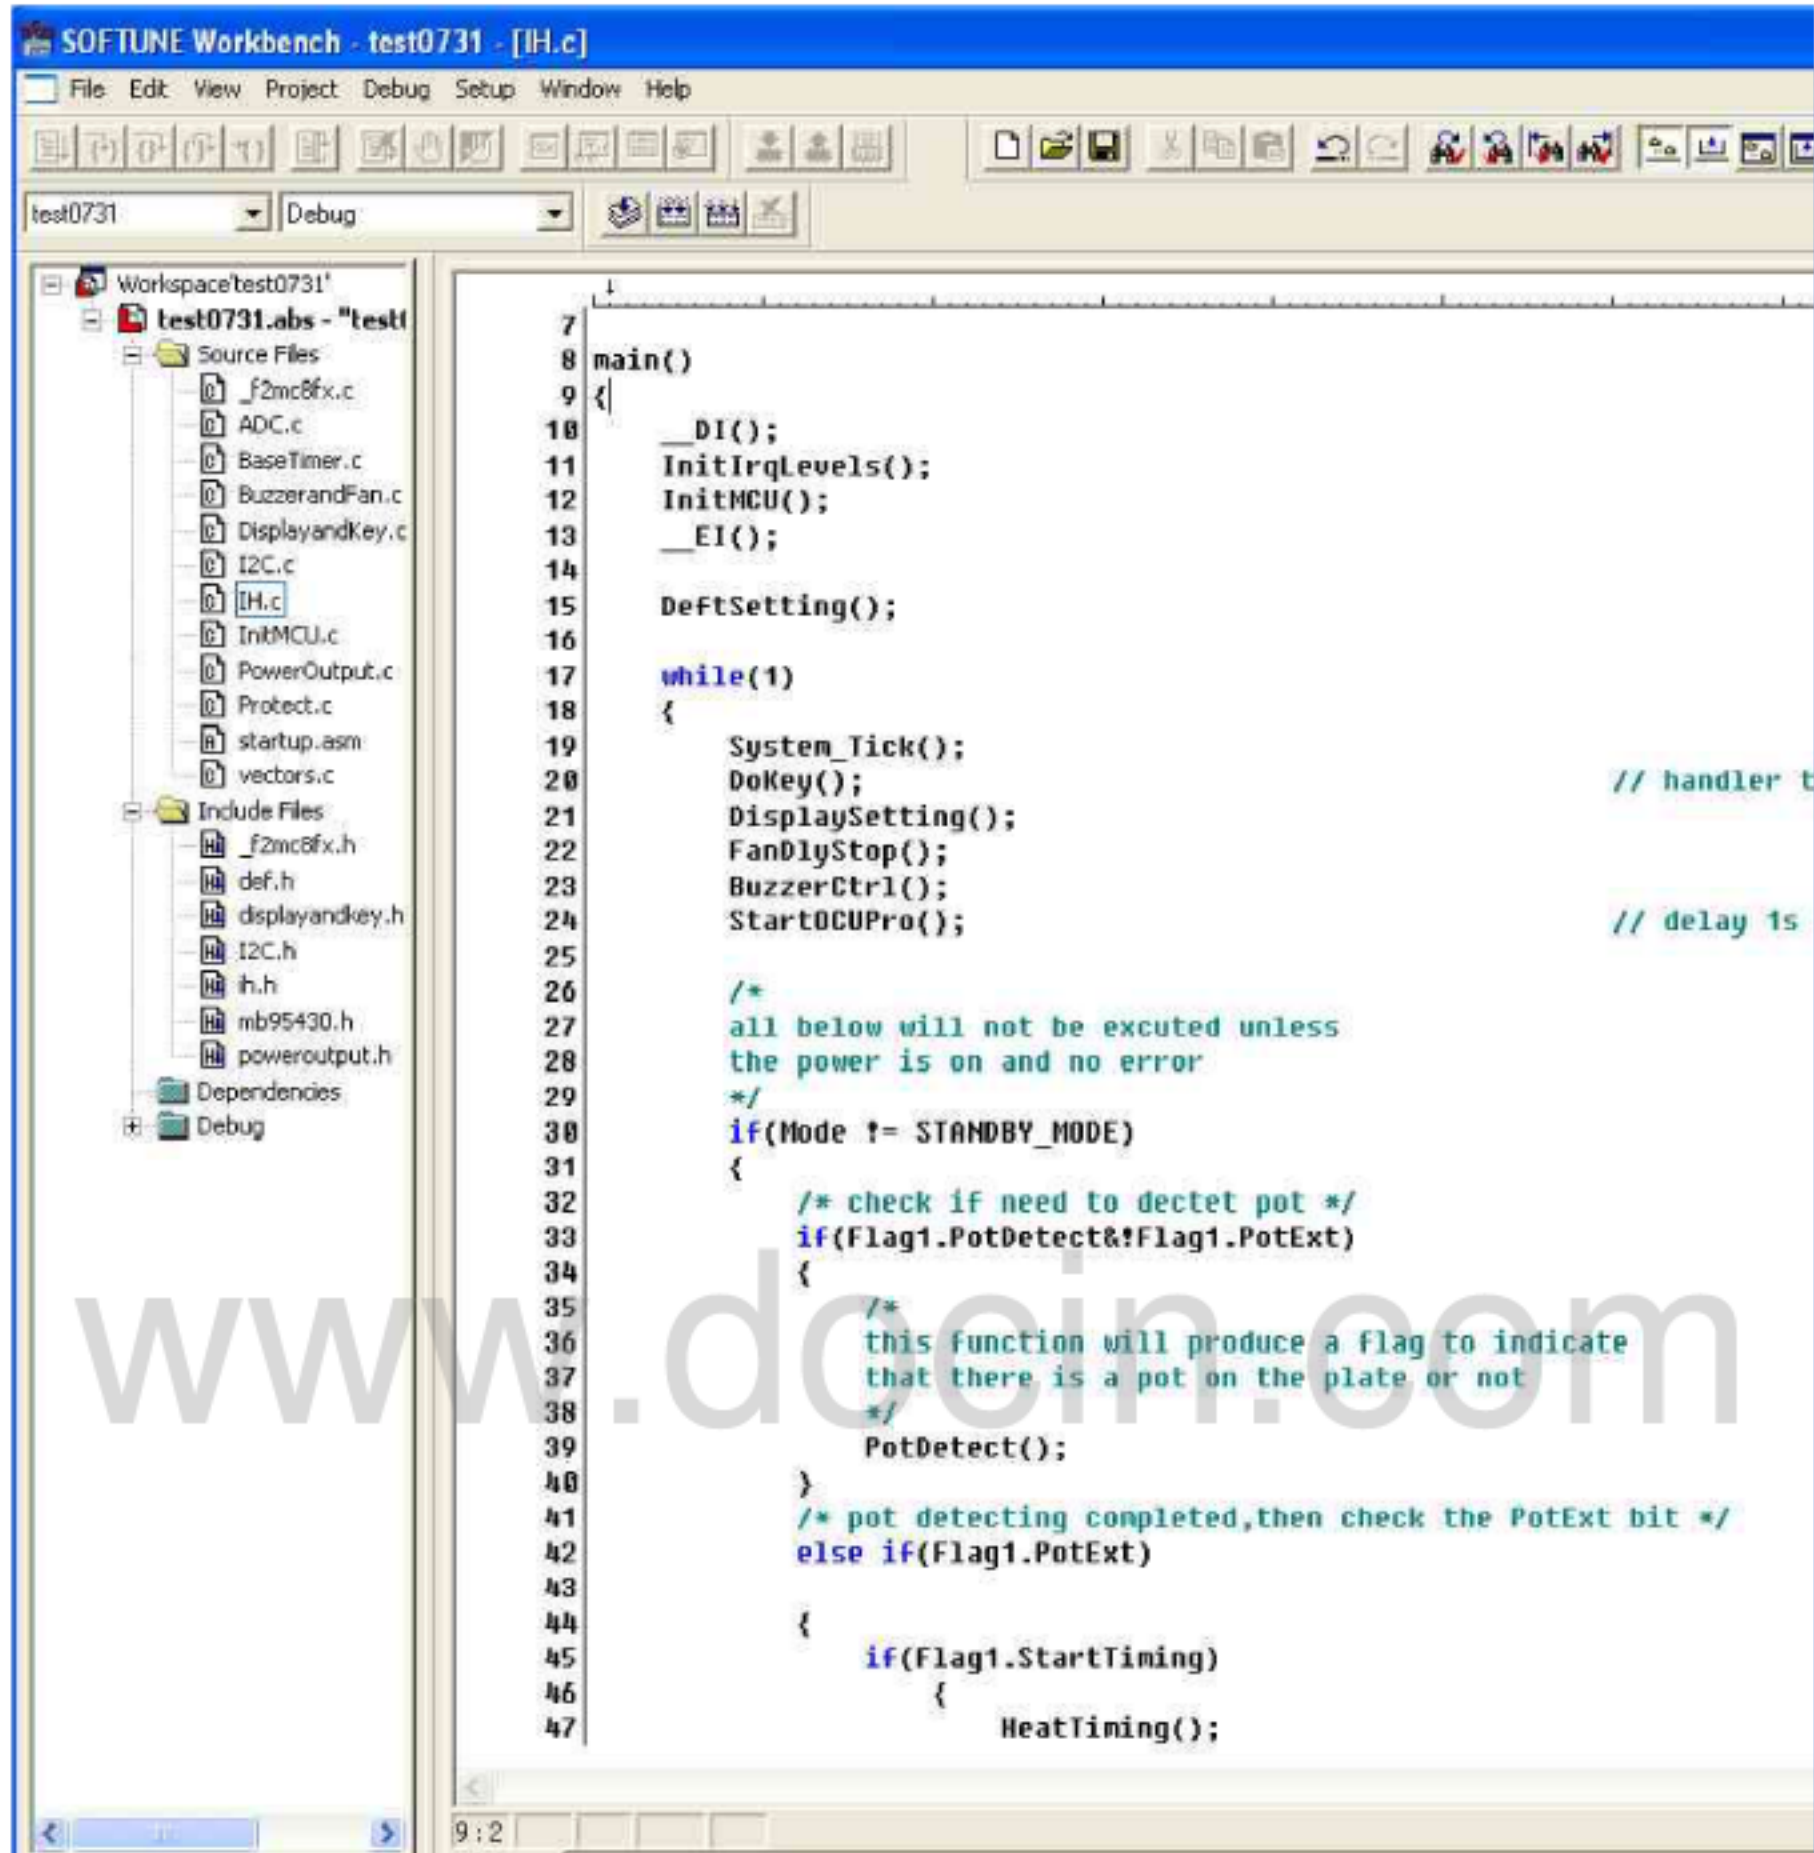 SOFTUNE Workbench - test0731 - [IH.c]
File Edit View Project Debug Setup Window Help
test0731 Debug
Workspace'test0731'
test0731.abs - "test
Source Files
_f2mc8fx.c
ADC.c
BaseTimer.c
BuzzerandFan.c
DisplayandKey.c
I2C.c
IH.c
InitMCU.c
PowerOutput.c
Protect.c
startup.asm
vectors.c
Include Files
_f2mc8fx.h
def.h
displayandkey.h
I2C.h
ih.h
mb95430.h
poweroutput.h
Dependencies
Debug
7
8 main()
9 {
10 __DI();
11 InitIrqLevels();
12 InitMCU();
13 __EI();
14
15 DeftSetting();
16
17 while(1)
18 {
19 System_Tick();
20 DoKey(); // handler t
21 DisplaySetting();
22 FanDlyStop();
23 BuzzerCtrl();
24 StartOCUPro(); // delay 1s
25
26 /*
27 all below will not be excuted unless
28 the power is on and no error
29 */
30 if(Mode != STANDBY_MODE)
31 {
32 /* check if need to dectet pot */
33 if(Flag1.PotDetect&!Flag1.PotExt)
34 {
35 /*
36 this function will produce a flag to indicate
37 that there is a pot on the plate or not
38 */
39 PotDetect();
40 }
41 /* pot detecting completed,then check the PotExt bit */
42 else if(Flag1.PotExt)
43
44 {
45 if(Flag1.StartTiming)
46 {
47 HeatTiming();
www.docin.com
9:2